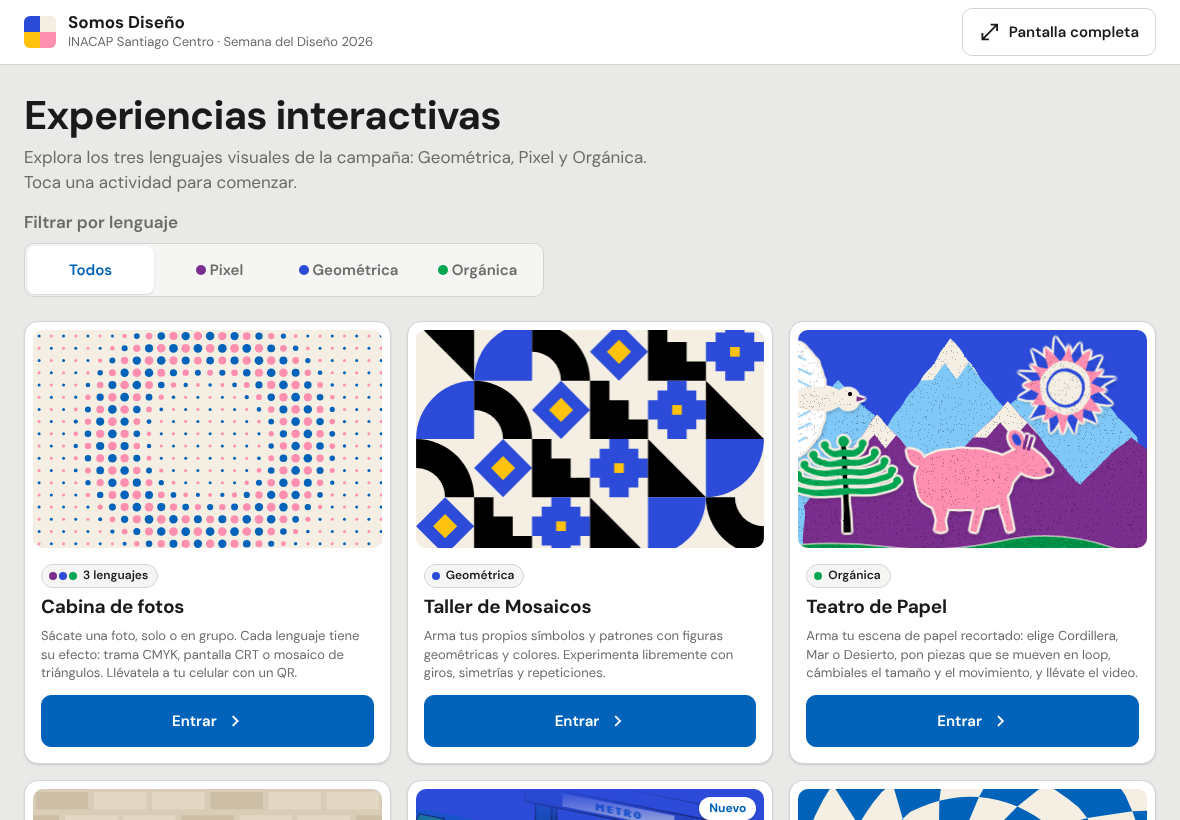 Somos Diseño
INACAP Santiago Centro · Semana del Diseño 2026
Pantalla completa
Experiencias interactivas
Explora los tres lenguajes visuales de la campaña: Geométrica, Pixel y Orgánica.
Toca una actividad para comenzar.
Filtrar por lenguaje
Todos
Pixel
Geométrica
Orgánica
3 lenguajes
Cabina de fotos
Sácate una foto, solo o en grupo. Cada lenguaje tiene
su efecto: trama CMYK, pantalla CRT o mosaico de
triángulos. Llévatela a tu celular con un QR.
Entrar
Geométrica
Taller de Mosaicos
Arma tus propios símbolos y patrones con figuras
geométricas y colores. Experimenta libremente con
giros, simetrías y repeticiones.
Entrar
Orgánica
Teatro de Papel
Arma tu escena de papel recortado: elige Cordillera,
Mar o Desierto, pon piezas que se mueven en loop,
cámbiales el tamaño y el movimiento, y llévate el video.
Entrar
METRO
Nuevo